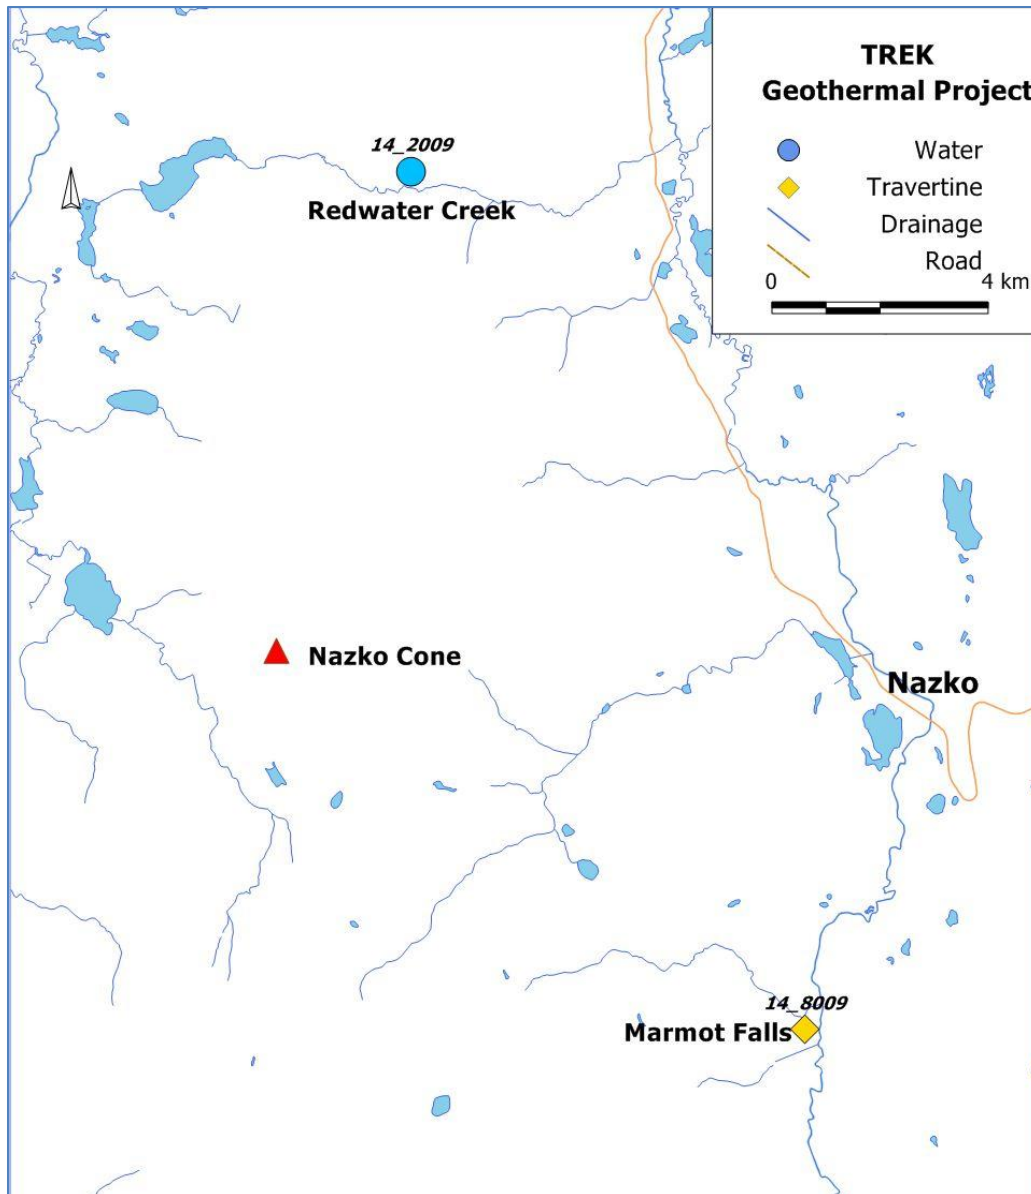 TREK
Geothermal Project
Water
Travertine
Drainage
Road
0 4 km
14_2009
Redwater Creek
Nazko Cone
Nazko
14_8009
Marmot Falls